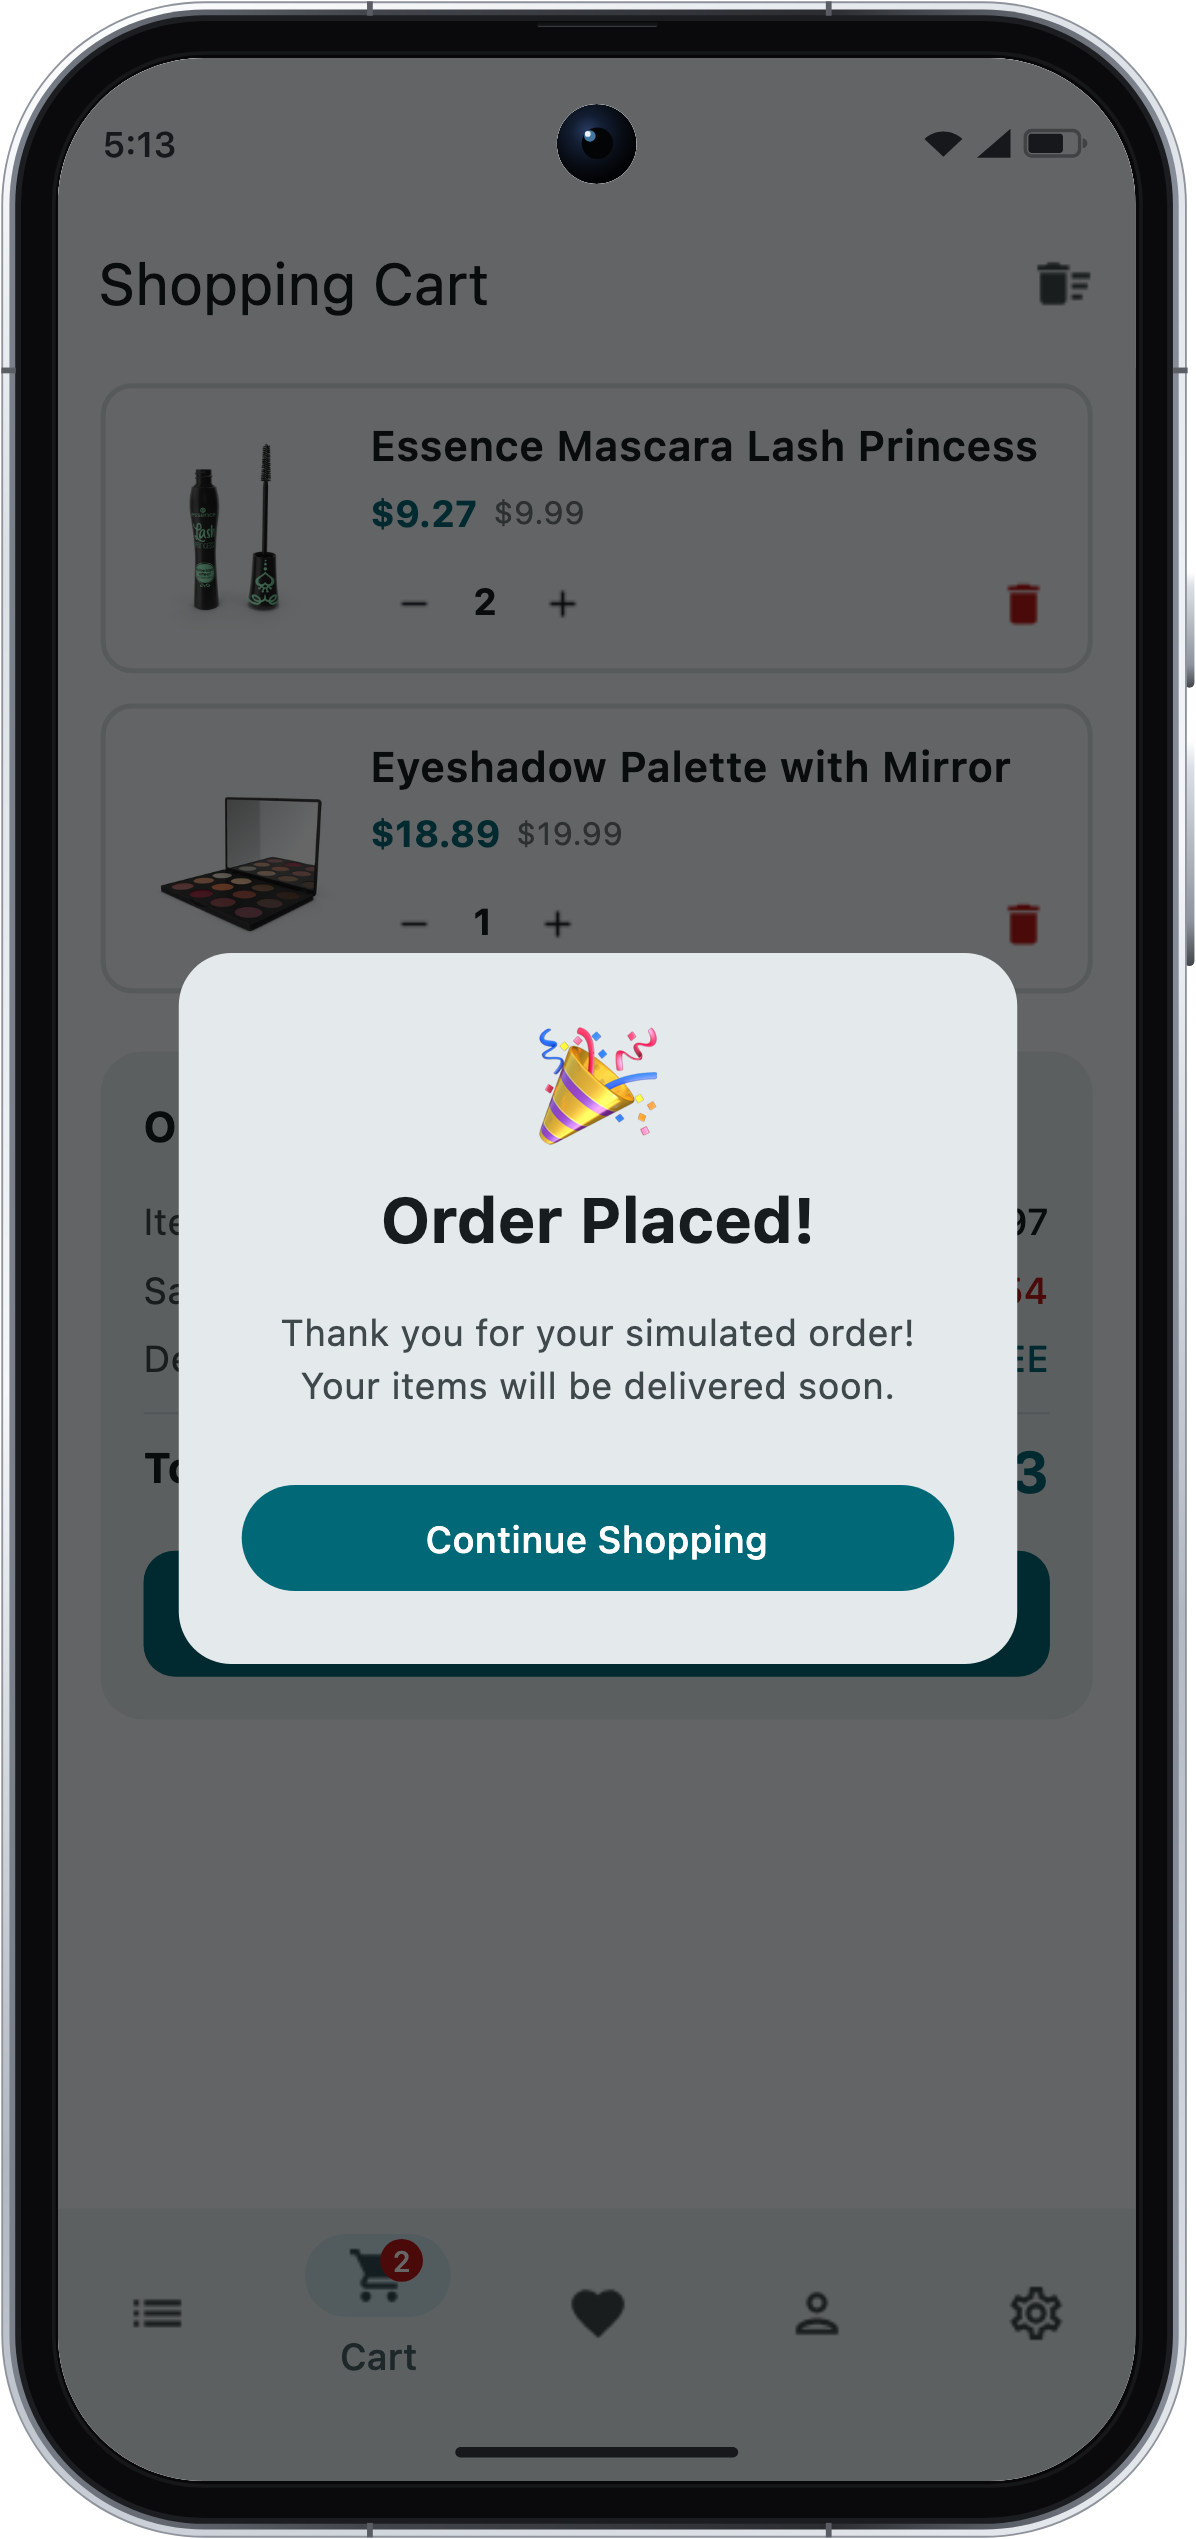 5:13
Shopping Cart
Essence Mascara Lash Princess
$9.27 $9.99
2
Eyeshadow Palette with Mirror
$18.89 $19.99
1
Order Placed!
Thank you for your simulated order!
Your items will be delivered soon.
Continue Shopping
2
Cart